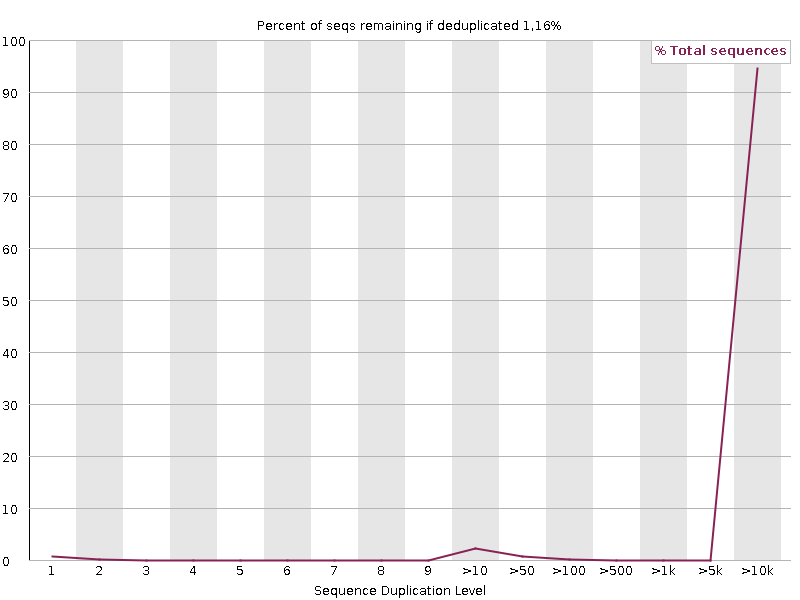 Percent of seqs remaining if deduplicated 1,16%
% Total sequences
100
90
80
70
60
50
40
30
20
10
0
1 2 3 4 5 6 7 8 9 >10 >50 >100 >500 >1k >5k >10k
Sequence Duplication Level